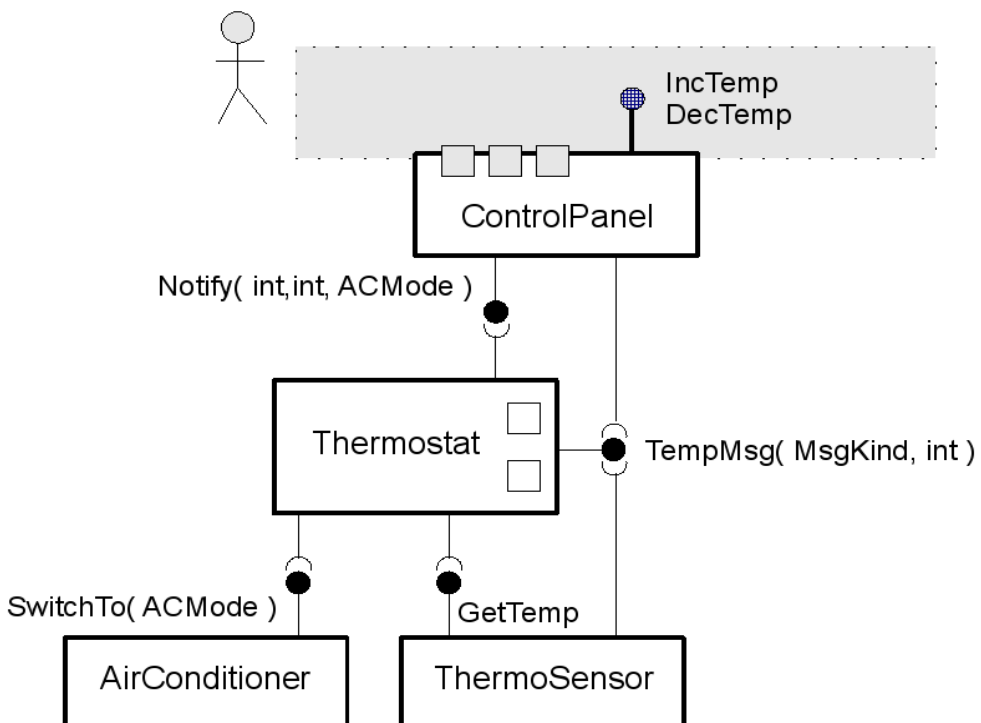 IncTemp
DecTemp
ControlPanel
Notify( int,int, ACMode )
Thermostat
TempMsg( MsgKind, int )
SwitchTo( ACMode )
GetTemp
AirConditioner
ThermoSensor